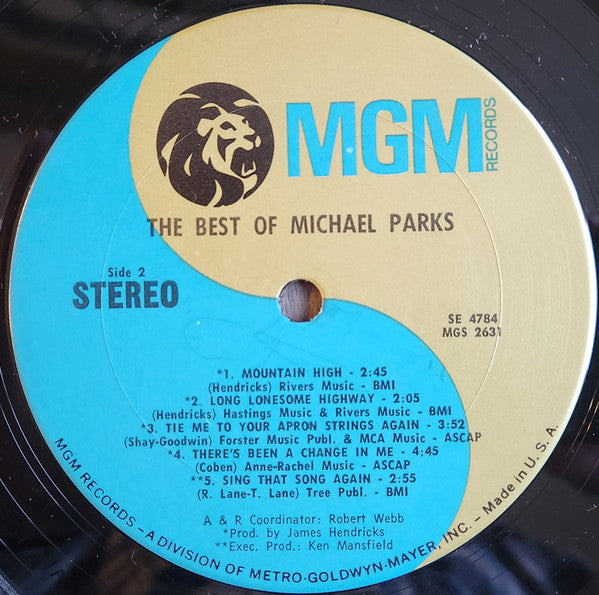 MGM
RECORDS
THE BEST OF MICHAEL PARKS
Side 2
STEREO
SE 4784
MGS 2631
*1. MOUNTAIN HIGH - 2:45
(Hendricks) Rivers Music - BMI
*2. LONG LONESOME HIGHWAY - 2:05
(Hendricks) Hastings Music & Rivers Music - BMI
*3. TIE ME TO YOUR APRON STRINGS AGAIN - 3:52
(Shay-Goodwin) Forster Music Publ. & MCA Music - ASCAP
*4. THERE'S BEEN A CHANGE IN ME - 4:45
(Coben) Anne-Rachel Music - ASCAP
**5. SING THAT SONG AGAIN - 2:55
(R. Lane-T. Lane) Tree Publ. - BMI
A & R Coordinator: Robert Webb
*Prod. by James Hendricks
**Exec. Prod.: Ken Mansfield
MGM RECORDS - A DIVISION OF METRO-GOLDWYN-MAYER, INC. - Made in U. S. A.